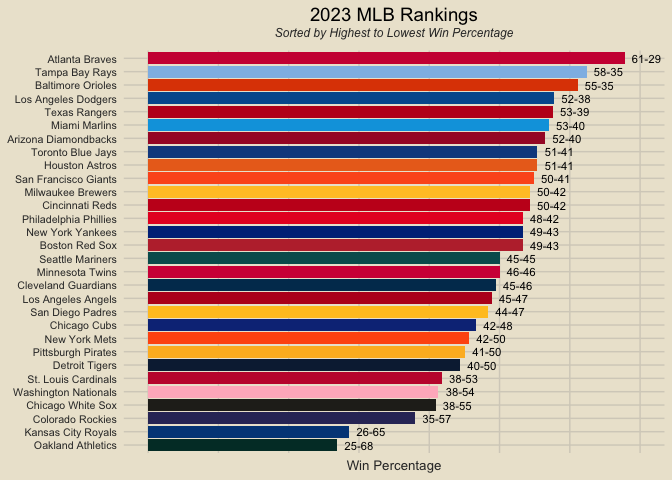 2023 MLB Rankings
Sorted by Highest to Lowest Win Percentage
Atlanta Braves 61-29
Tampa Bay Rays 58-35
Baltimore Orioles 55-35
Los Angeles Dodgers 52-38
Texas Rangers 53-39
Miami Marlins 53-40
Arizona Diamondbacks 52-40
Toronto Blue Jays 51-41
Houston Astros 51-41
San Francisco Giants 50-41
Milwaukee Brewers 50-42
Cincinnati Reds 50-42
Philadelphia Phillies 48-42
New York Yankees 49-43
Boston Red Sox 49-43
Seattle Mariners 45-45
Minnesota Twins 46-46
Cleveland Guardians 45-46
Los Angeles Angels 45-47
San Diego Padres 44-47
Chicago Cubs 42-48
New York Mets 42-50
Pittsburgh Pirates 41-50
Detroit Tigers 40-50
St. Louis Cardinals 38-53
Washington Nationals 38-54
Chicago White Sox 38-55
Colorado Rockies 35-57
Kansas City Royals 26-65
Oakland Athletics 25-68
Win Percentage